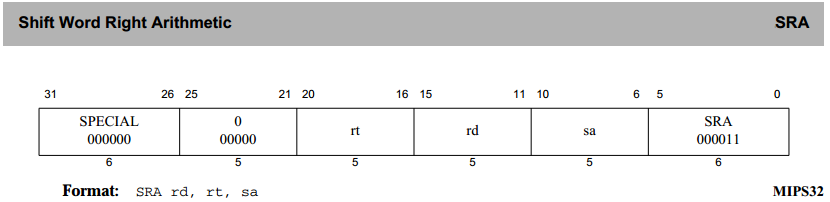 Shift Word Right Arithmetic SRA
31 26 25 21 20 16 15 11 10 6 5 0
SPECIAL 0 rt rd sa SRA
000000 00000 000011
6 5 5 5 5 6
Format: SRA rd, rt, sa MIPS32